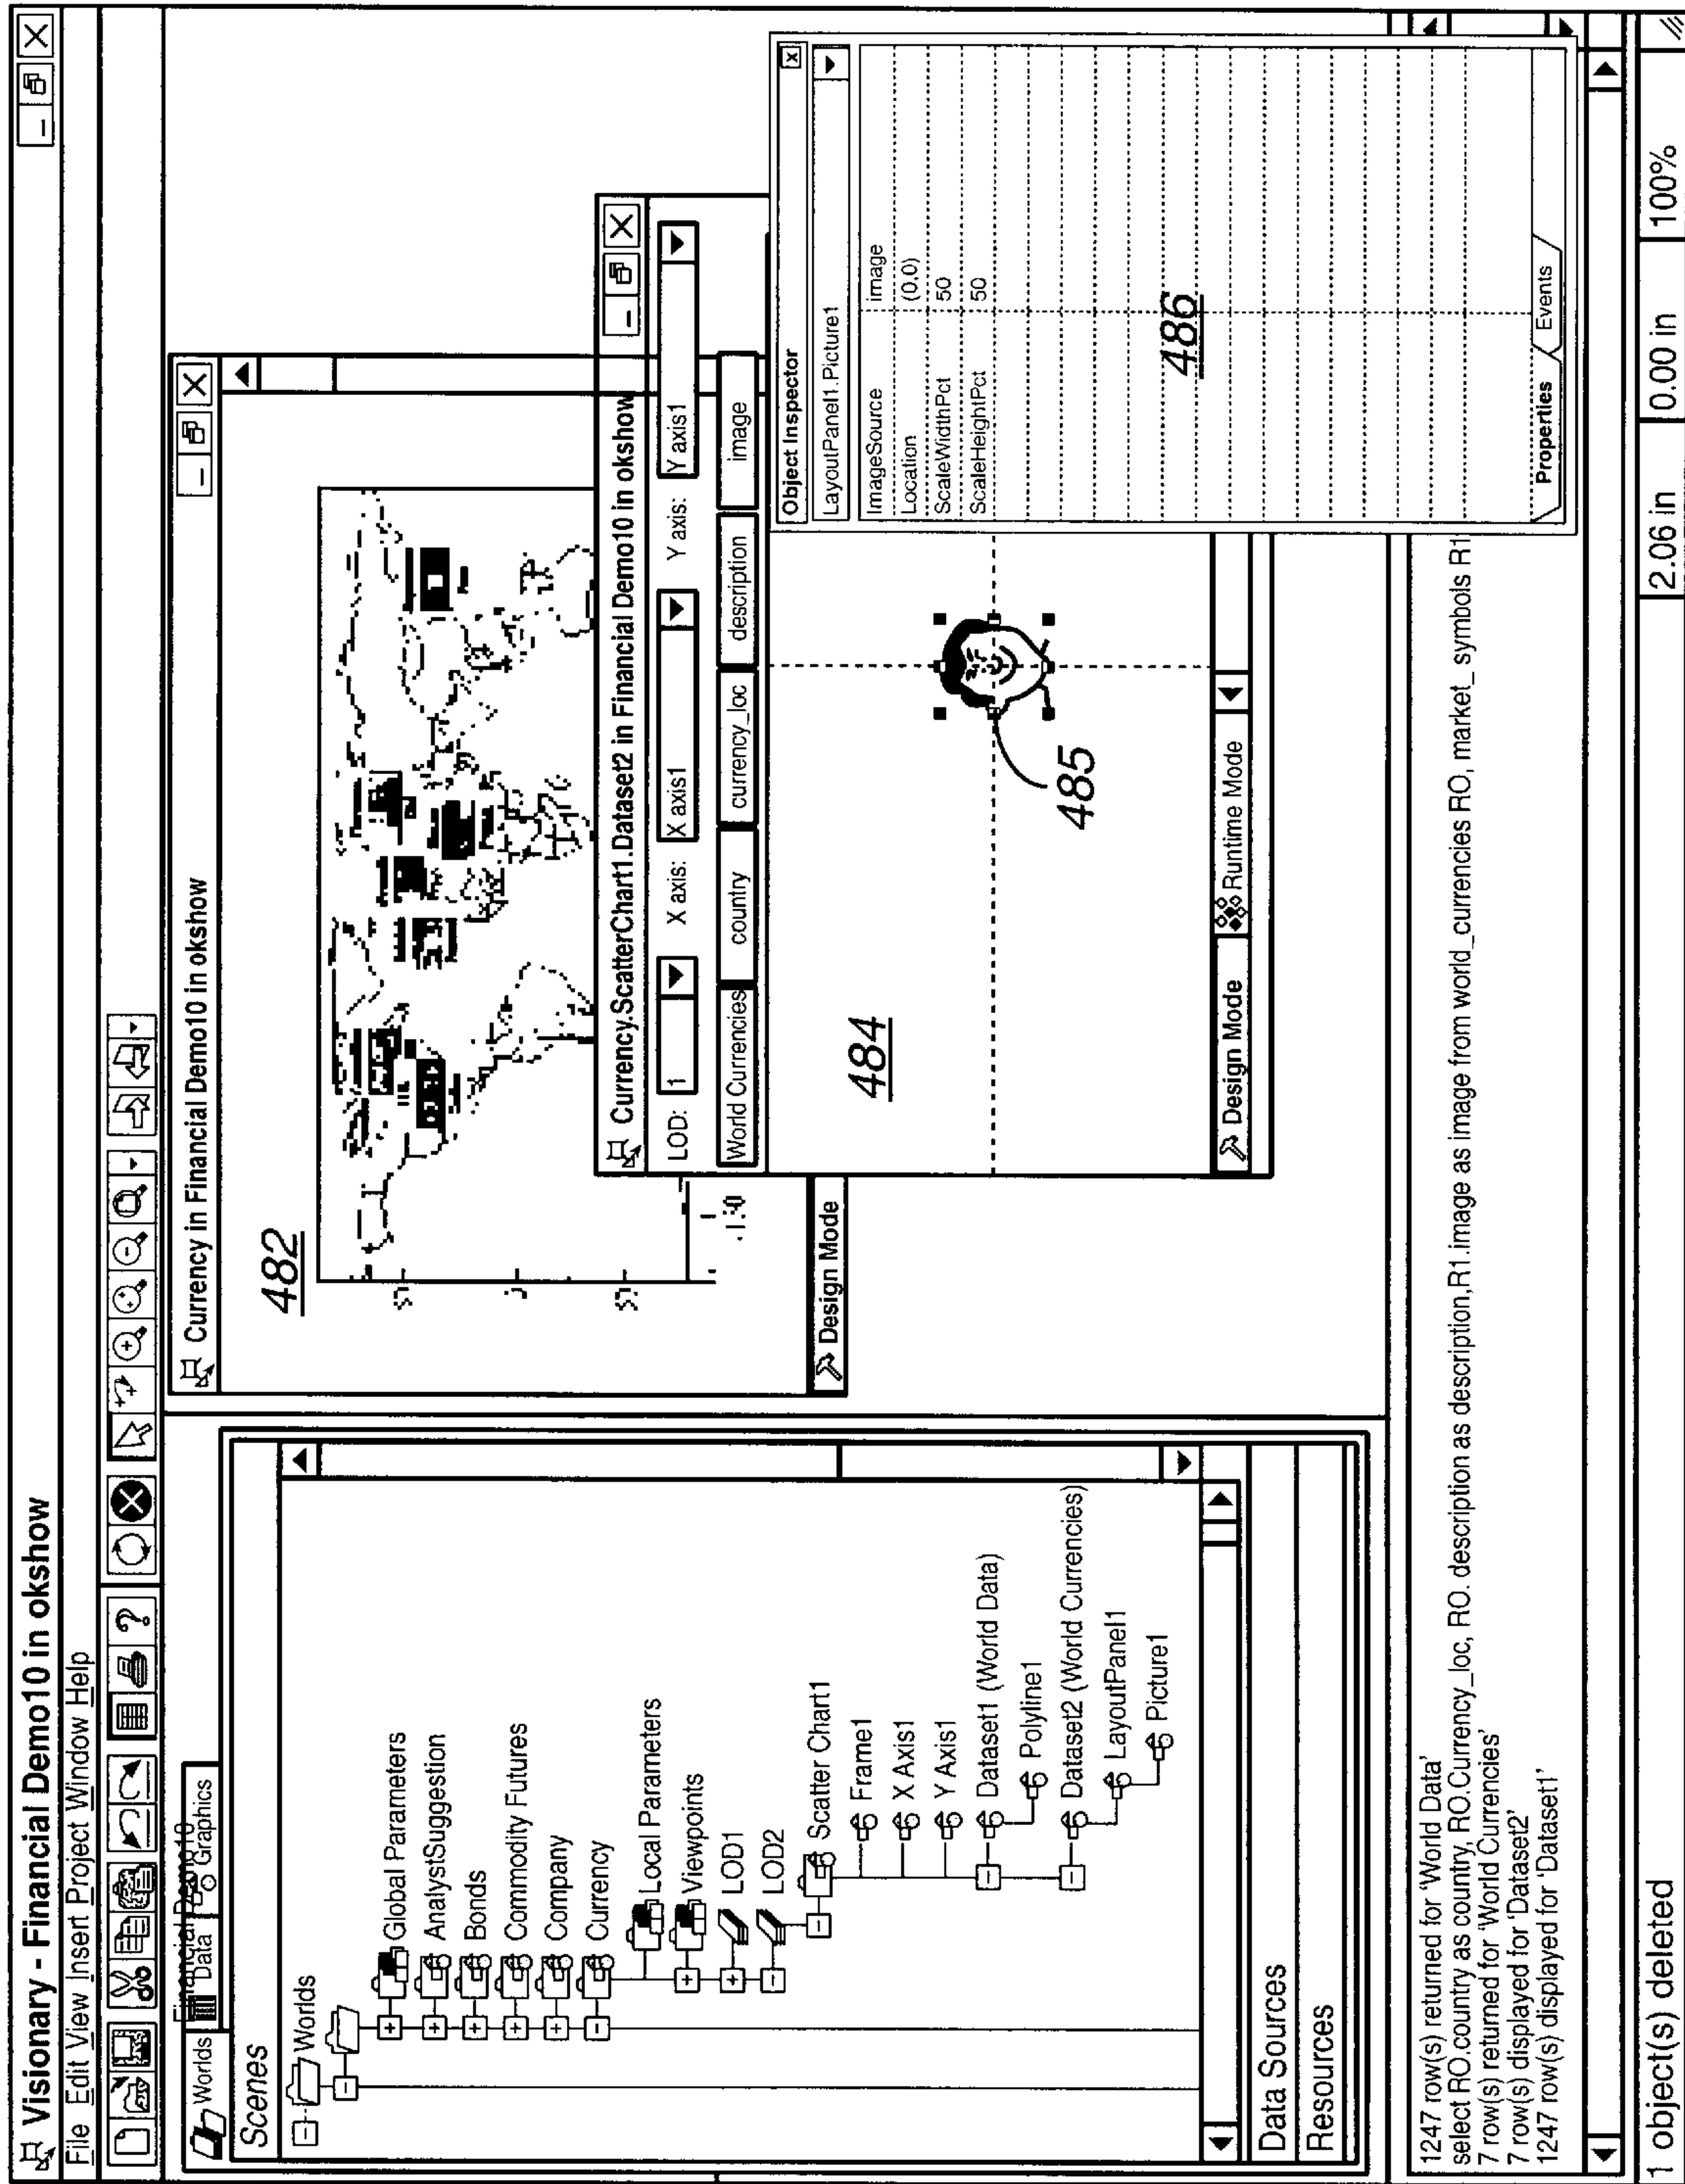 Visionary - Financial Demo10 in okshow
File Edit View Insert Project Window Help
Financial Demo10
Worlds Data Graphics
Scenes
Worlds
Global Parameters
AnalystSuggestion
Bonds
Commodity Futures
Company
Currency
Local Parameters
Viewpoints
LOD1
LOD2
Scatter Chart1
Frame1
X Axis1
Y Axis1
Dataset1 (World Data)
Polyline1
Dataset2 (World Currencies)
LayoutPanel1
Picture1
Data Sources
Resources
Currency in Financial Demo10 in okshow
482
Design Mode
Currency.ScatterChart1.Dataset2 in Financial Demo10 in okshow
LOD: 1 X axis: X axis1 Y axis: Y axis1
World Currencies country currency_loc description image
484
485
Design Mode Runtime Mode
Object Inspector
LayoutPanel1.Picture1
ImageSource image
Location (0,0)
ScaleWidthPct 50
ScaleHeightPct 50
486
Properties Events
1247 row(s) returned for 'World Data'
select RO.country as country, RO.Currency_loc, RO. description as description,R1.image as image from world_currencies RO, market_ symbols R1
7 row(s) returned for 'World Currencies'
7 row(s) displayed for 'Dataset2'
1247 row(s) displayed for 'Dataset1'
1 object(s) deleted
2.06 in 0.00 in 100%